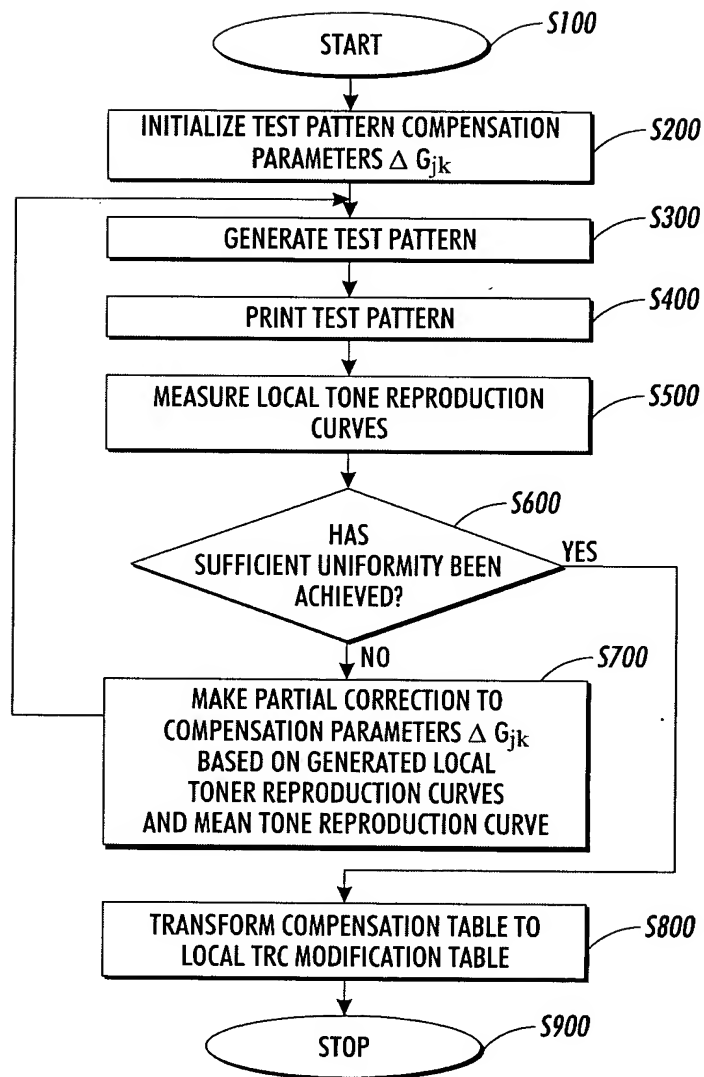 START
S100
INITIALIZE TEST PATTERN COMPENSATION
PARAMETERS Δ Gjk
S200
GENERATE TEST PATTERN
S300
PRINT TEST PATTERN
S400
MEASURE LOCAL TONE REPRODUCTION
CURVES
S500
HAS
SUFFICIENT UNIFORMITY BEEN
ACHIEVED?
S600
YES
NO
MAKE PARTIAL CORRECTION TO
COMPENSATION PARAMETERS Δ Gjk
BASED ON GENERATED LOCAL
TONER REPRODUCTION CURVES
AND MEAN TONE REPRODUCTION CURVE
S700
TRANSFORM COMPENSATION TABLE TO
LOCAL TRC MODIFICATION TABLE
S800
STOP
S900